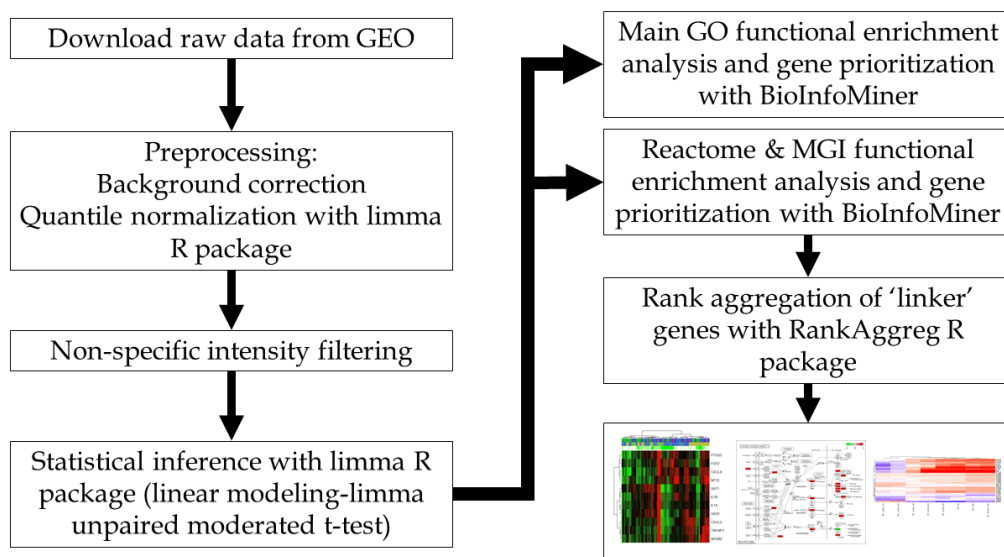 Download raw data from GEO
Preprocessing:
Background correction
Quantile normalization with limma
R package
Non-specific intensity filtering
Statistical inference with limma R
package (linear modeling-limma
unpaired moderated t-test)
Main GO functional enrichment
analysis and gene prioritization
with BioInfoMiner
Reactome & MGI functional
enrichment analysis and gene
prioritization with BioInfoMiner
Rank aggregation of ‘linker’
genes with RankAggreg R
package